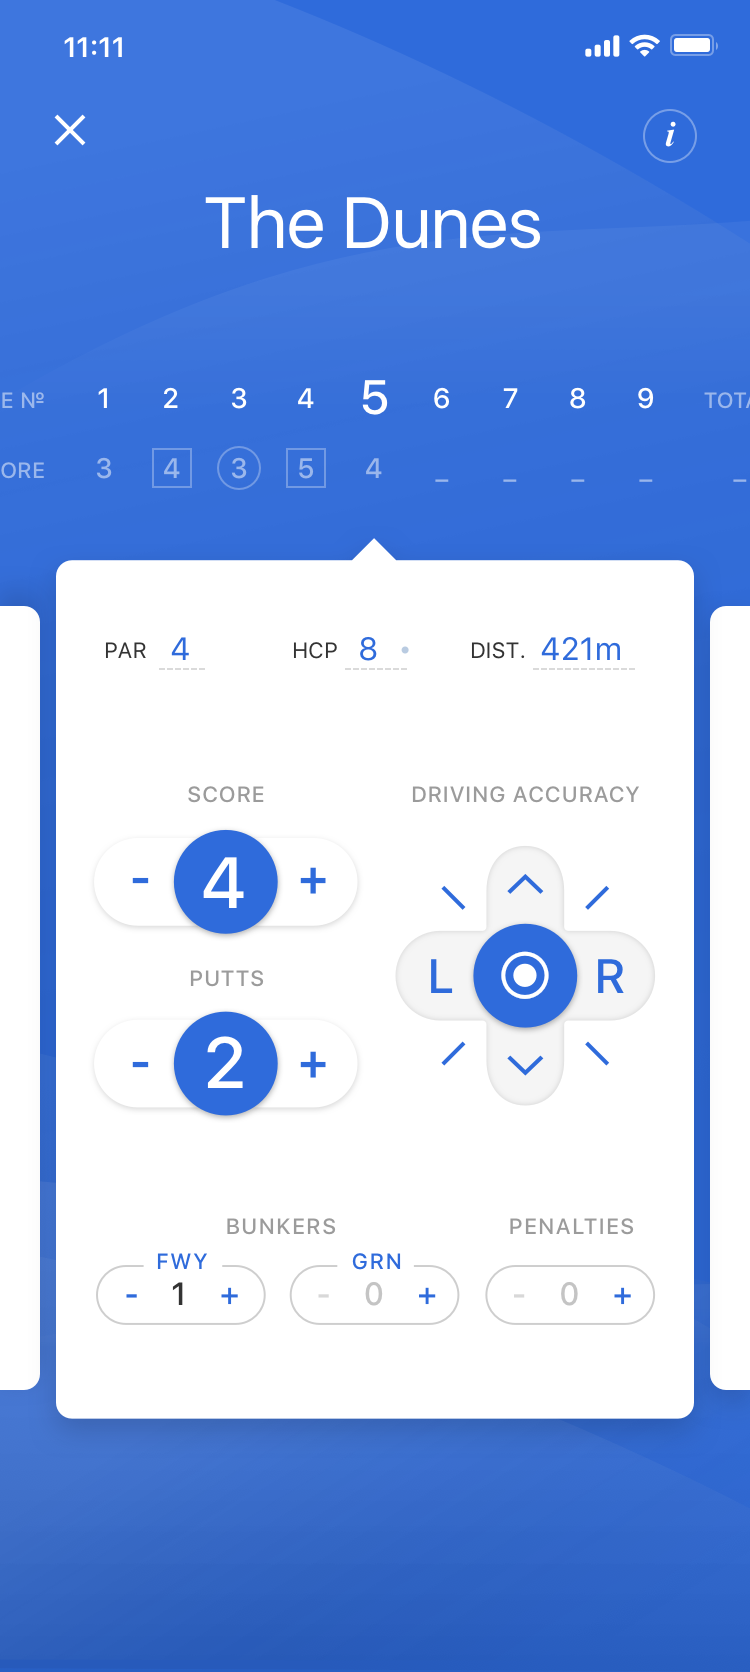 11:11
i
The Dunes
E Nº 1 2 3 4 5 6 7 8 9 TOTA
ORE 3 4 3 5 4 _ _ _ _ _
PAR 4 HCP 8 • DIST. 421m
SCORE DRIVING ACCURACY
- 4 +
L R
PUTTS
- 2 +
BUNKERS PENALTIES
FWY GRN
- 1 + - 0 + - 0 +